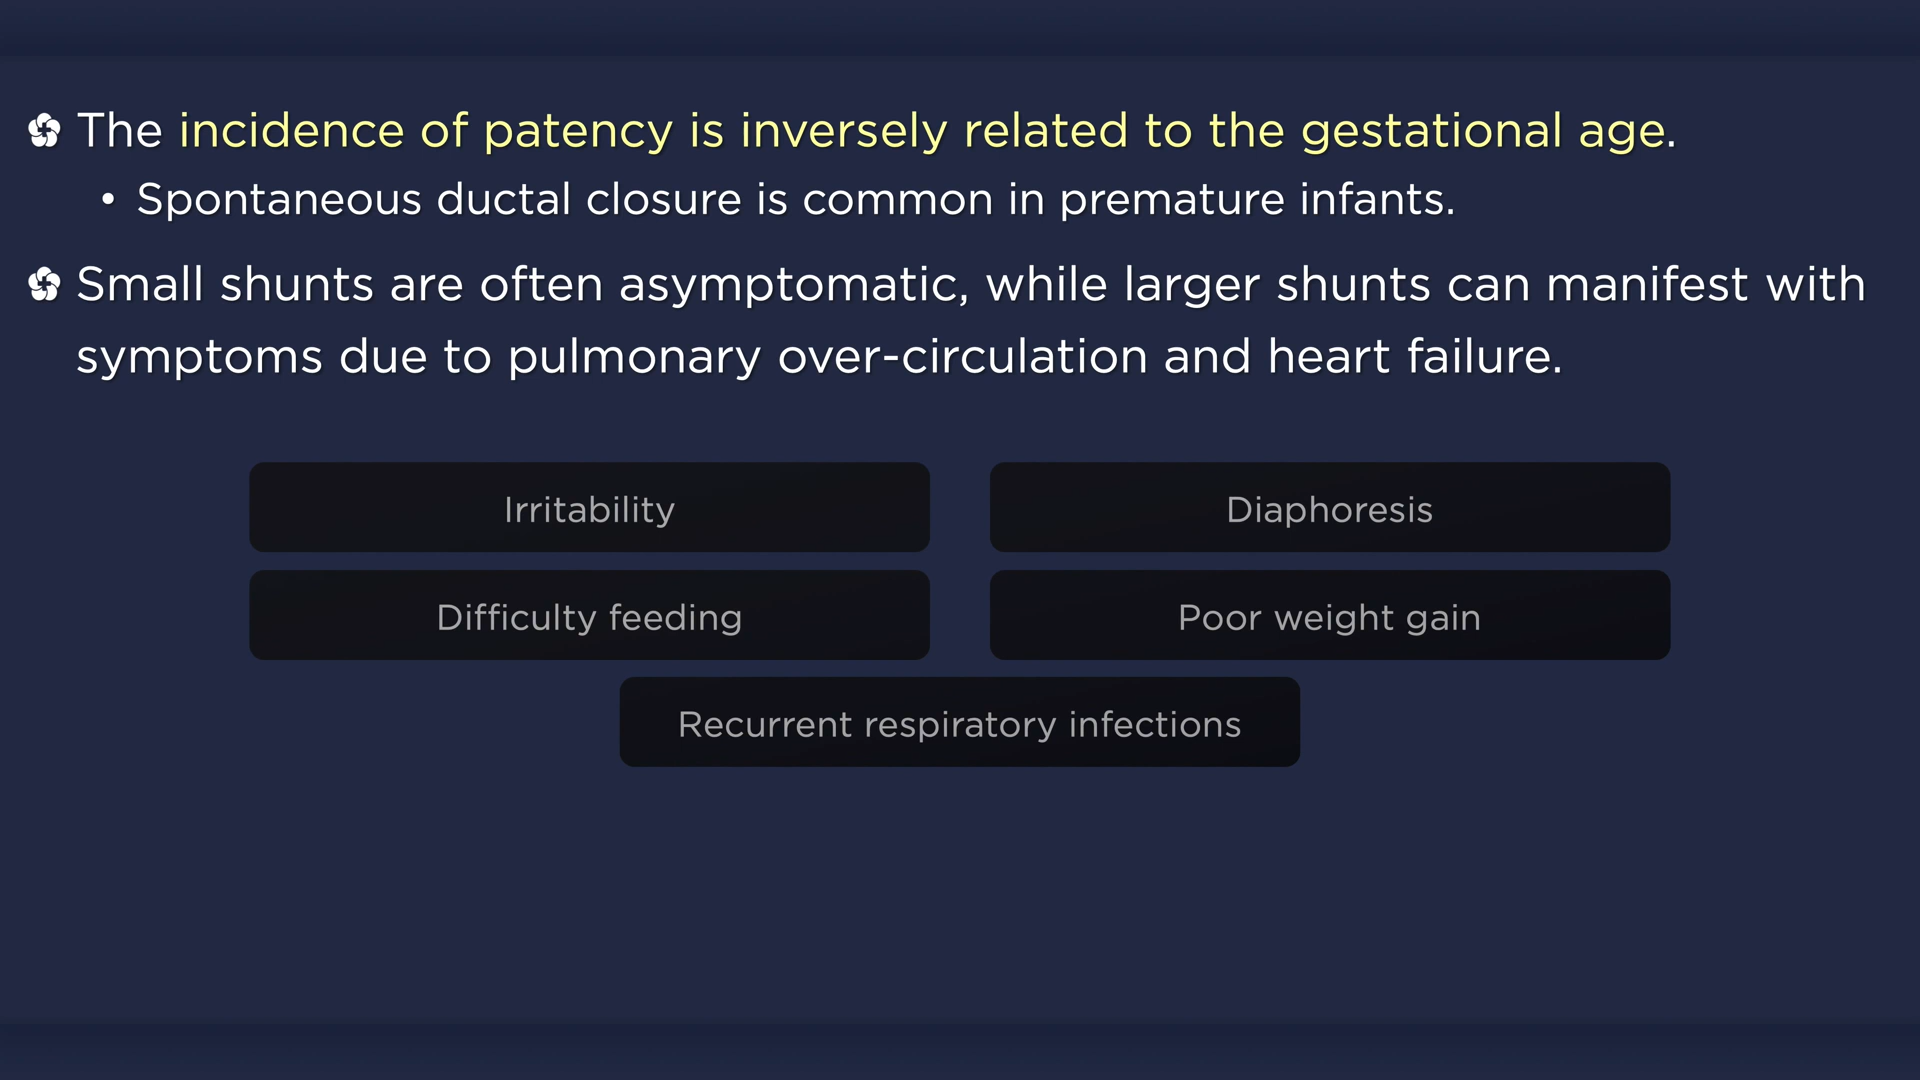 The incidence of patency is inversely related to the gestational age.
• Spontaneous ductal closure is common in premature infants.
Small shunts are often asymptomatic, while larger shunts can manifest with
symptoms due to pulmonary over-circulation and heart failure.
Irritability
Diaphoresis
Difficulty feeding
Poor weight gain
Recurrent respiratory infections